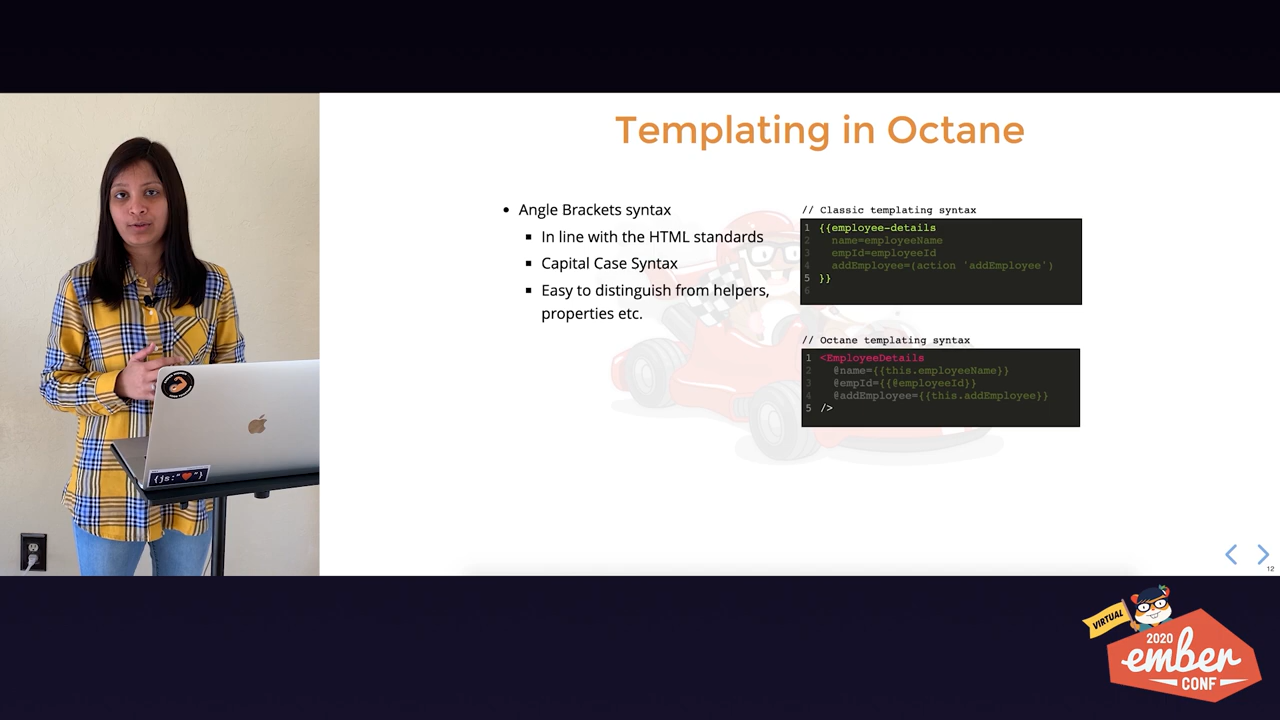 Templating in Octane
• Angle Brackets syntax
▪ In line with the HTML standards
▪ Capital Case Syntax
▪ Easy to distinguish from helpers,
properties etc.
// Classic templating syntax
1 {{employee-details
2 name=employeeName
3 empId=employeeId
4 addEmployee=(action 'addEmployee')
5 }}
6
// Octane templating syntax
1 <EmployeeDetails
2 @name={{this.employeeName}}
3 @empId={{@employeeId}}
4 @addEmployee={{this.addEmployee}}
5 />
{js:"❤"}
12
VIRTUAL
2020
ember
CONF